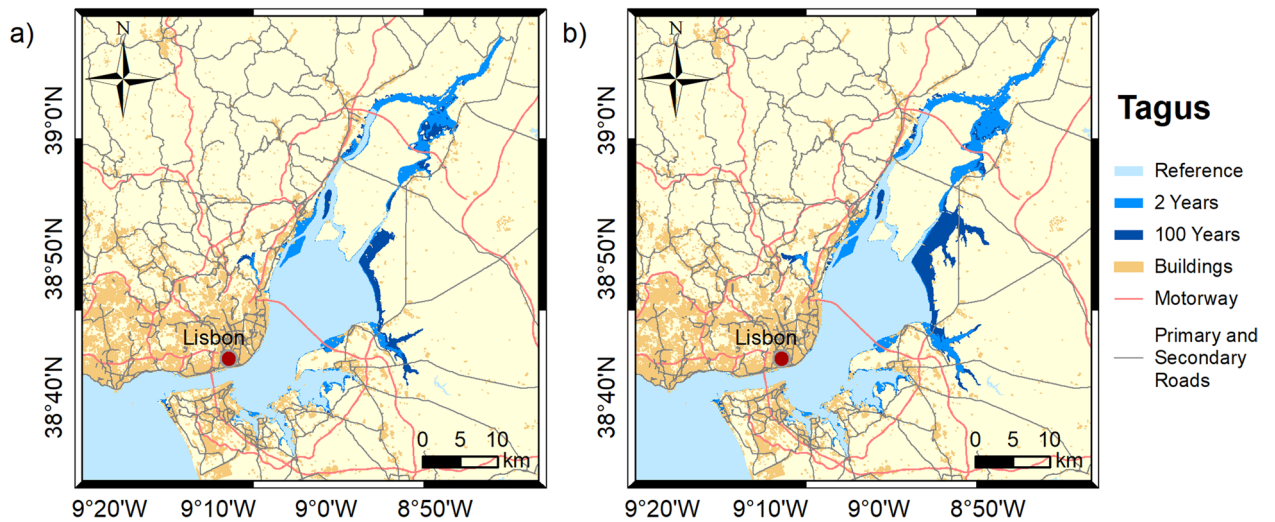 a)
N
39°0'N
38°50'N
38°40'N
Lisbon
0 5 10
km
9°20'W 9°10'W 9°0'W 8°50'W
b)
N
39°0'N
38°50'N
38°40'N
Lisbon
0 5 10
km
9°20'W 9°10'W 9°0'W 8°50'W
Tagus
Reference
2 Years
100 Years
Buildings
Motorway
Primary and
Secondary
Roads